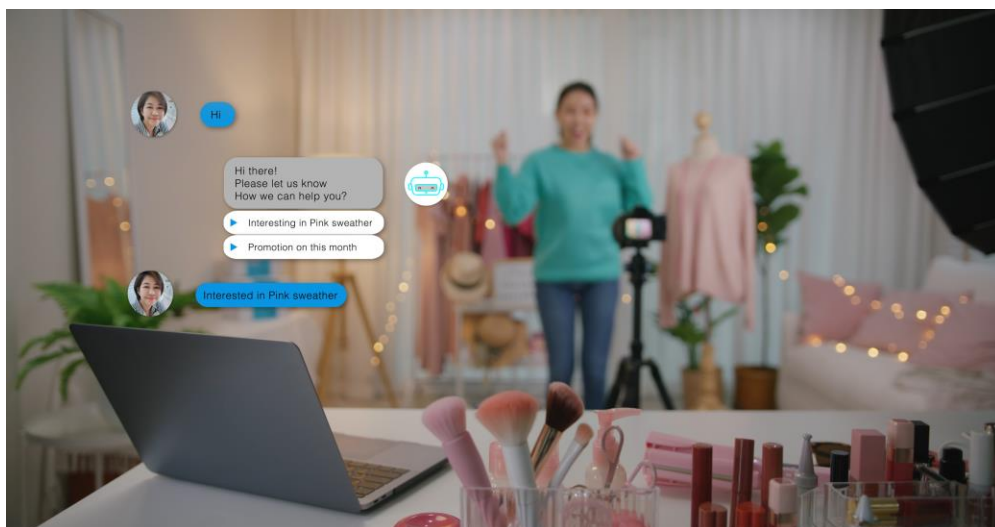 Hi
Hi there!
Please let us know
How we can help you?
Interesting in Pink sweather
Promotion on this month
Interested in Pink sweather